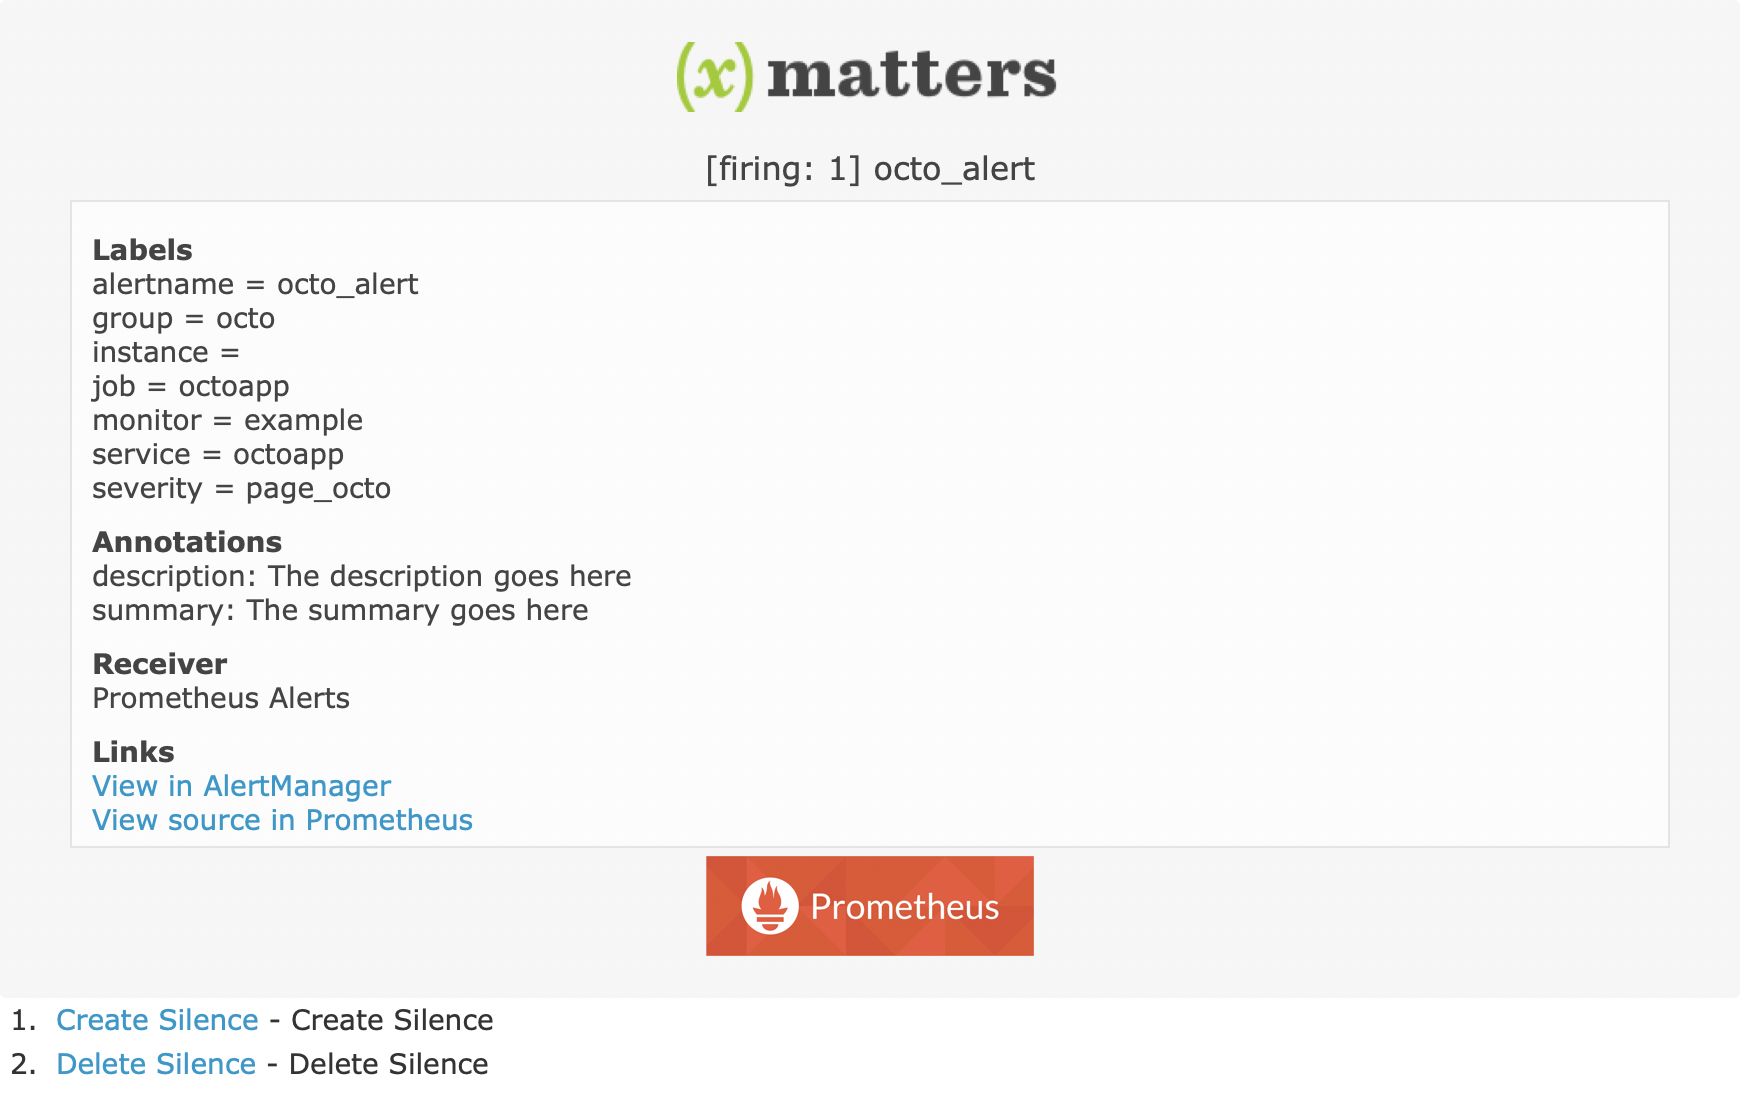 (x) matters
[firing: 1] octo_alert
Labels
alertname = octo_alert
group = octo
instance =
job = octoapp
monitor = example
service = octoapp
severity = page_octo
Annotations
description: The description goes here
summary: The summary goes here
Receiver
Prometheus Alerts
Links
View in AlertManager
View source in Prometheus
Prometheus
1. Create Silence - Create Silence
2. Delete Silence - Delete Silence